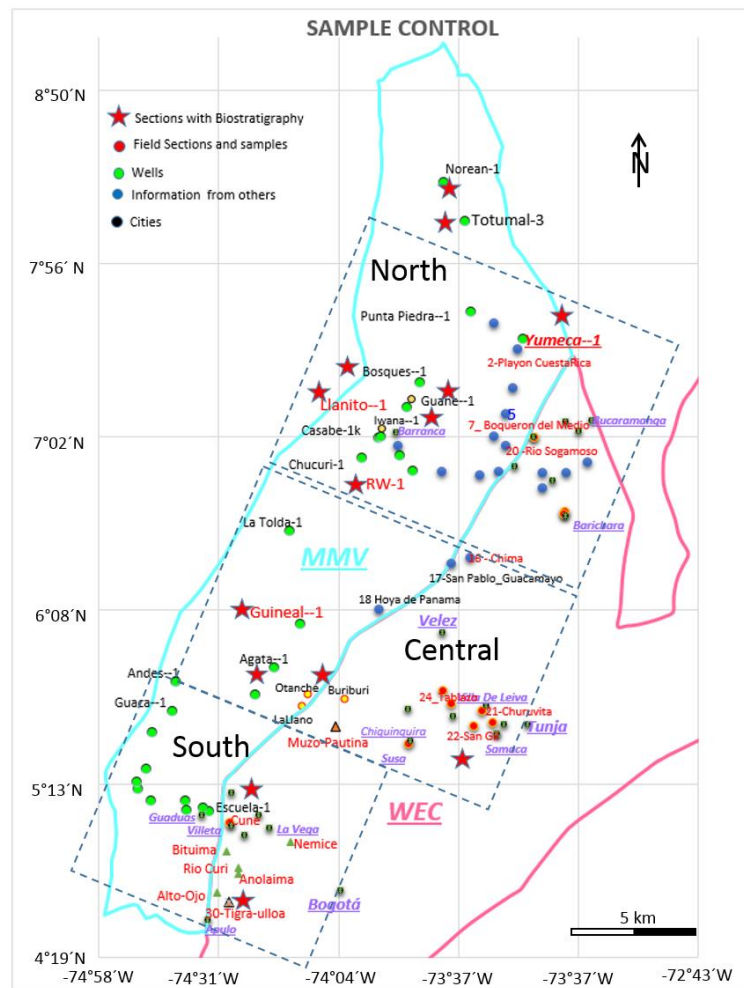 SAMPLE CONTROL
8°50´ N
Sections with Biostratigraphy
Field Sections and samples
Wells
Information from others
Cities
N
Norean-1
Totumal-3
7°56´ N
North
Punta Piedra--1
Yumeca--1
2-Playon CuestaRica
Bosques--1
Llanito--1
Guane--1
5
Iwana--1
7_ Boqueron del Medio
Bucaramanga
Casabe-1k
Barranca
7°02´ N
20 -Rio Sogamoso
Chucuri-1
RW-1
La Tolda-1
Barichara
MMV
16 - Chima
17-San Pablo_Guacamayo
18 Hoya de Panama
6°08´ N
Guineal--1
Velez
Central
Agata--1
Andes--1
Otanche
Buriburi
24_Tablazo
Villa De Leiva
Guaca--1
LaLlano
21-Churuvita
Tunja
South
Muzo-Pautina
Chiquinquira
22-San G
Samaca
Susa
5°13´ N
WEC
Escuela-1
Guaduas
Cune
Villeta
La Vega
Nemice
Bituima
Rio Curi
Anolaima
Alto-Ojo
Bogotá
30-Tigra-ulloa
Apulo
5 km
4°19´ N
-74°58´W
-74°31´W
-74°04´W
-73°37´W
-73°37´W
-72°43´W